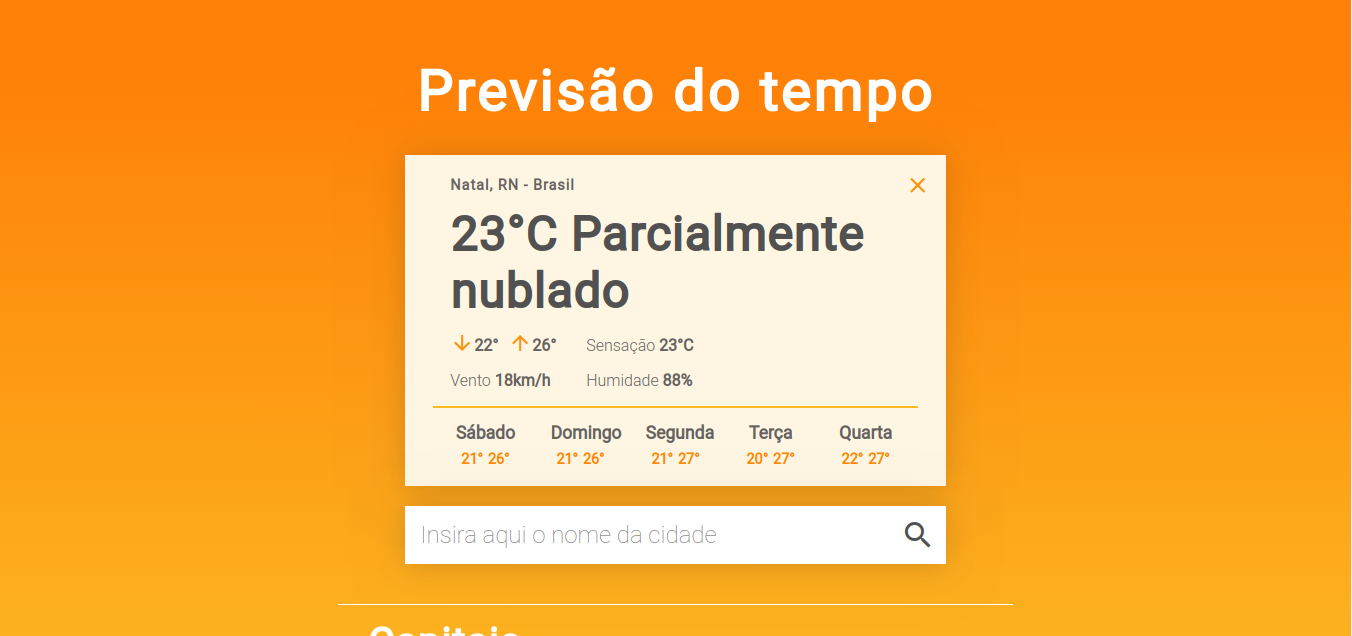 Previsão do tempo
Natal, RN - Brasil
23°C Parcialmente
nublado
22° 26° Sensação 23°C
Vento 18km/h Humidade 88%
Sábado Domingo Segunda Terça Quarta
21° 26° 21° 26° 21° 27° 20° 27° 22° 27°
Insira aqui o nome da cidade
Capitais